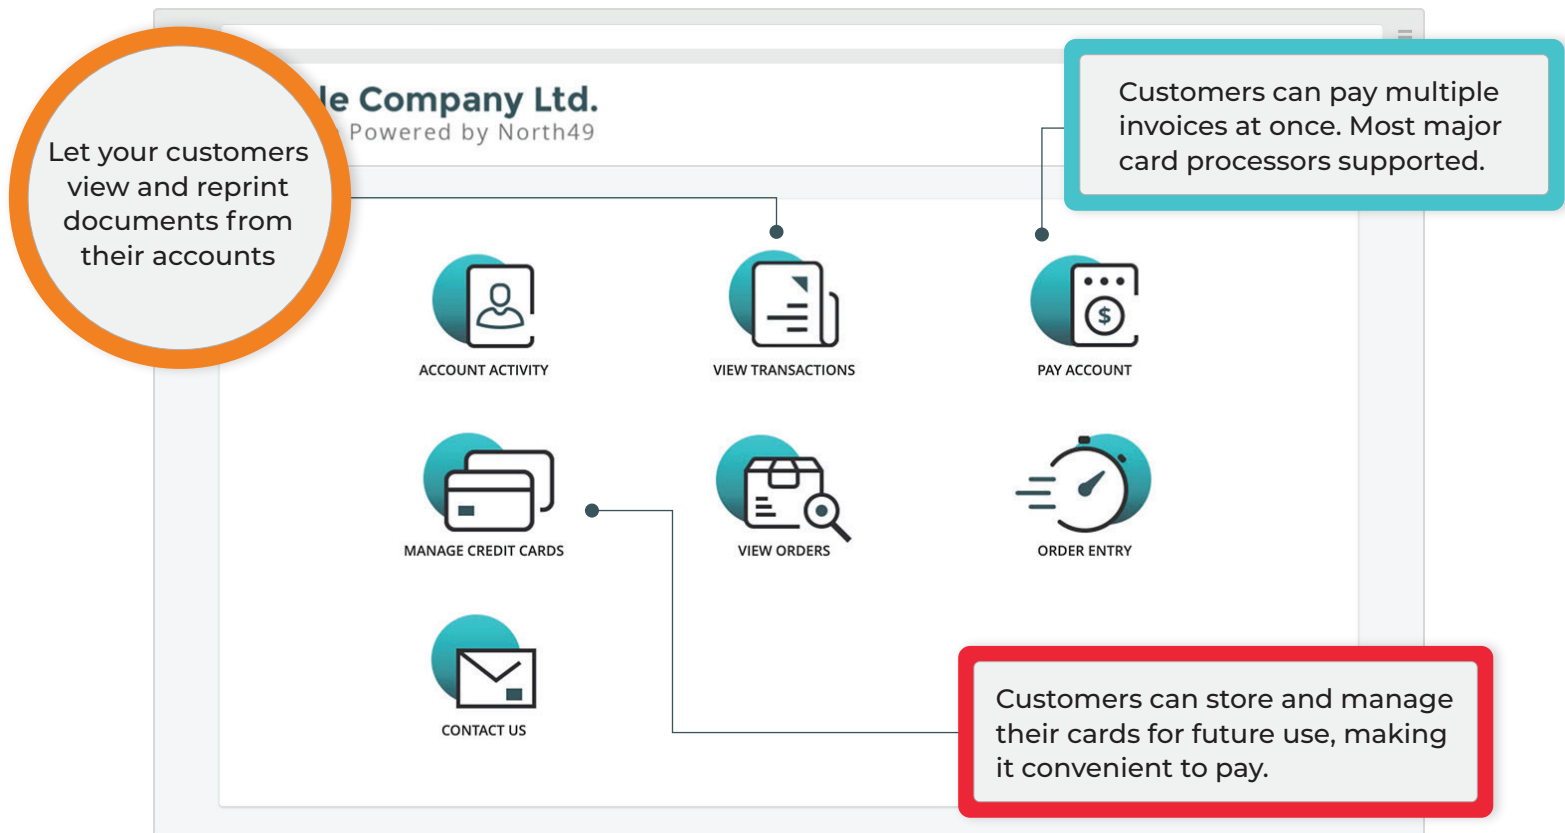 le Company Ltd.
Powered by North49
Let your customers
view and reprint
documents from
their accounts
Customers can pay multiple
invoices at once. Most major
card processors supported.
ACCOUNT ACTIVITY
VIEW TRANSACTIONS
$
PAY ACCOUNT
MANAGE CREDIT CARDS
VIEW ORDERS
ORDER ENTRY
CONTACT US
Customers can store and manage
their cards for future use, making
it convenient to pay.